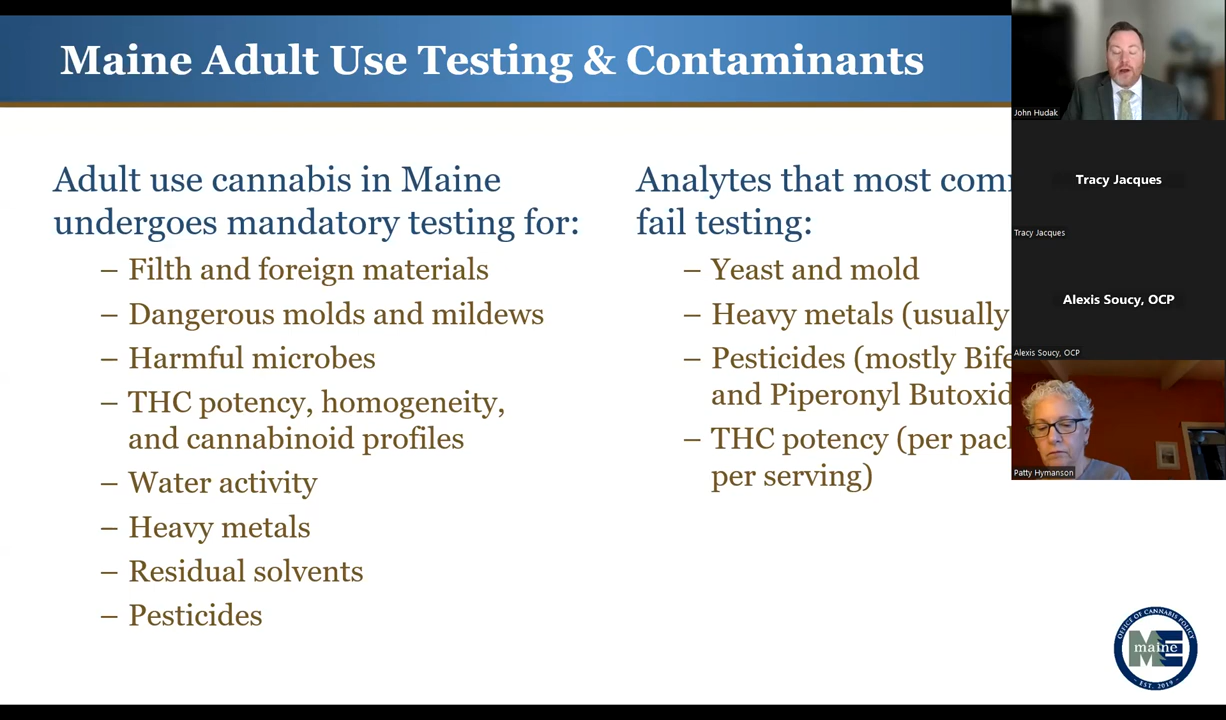 Maine Adult Use Testing & Contaminants
Adult use cannabis in Maine
undergoes mandatory testing for:
– Filth and foreign materials
– Dangerous molds and mildews
– Harmful microbes
– THC potency, homogeneity,
and cannabinoid profiles
– Water activity
– Heavy metals
– Residual solvents
– Pesticides
Analytes that most com
fail testing:
– Yeast and mold
– Heavy metals (usually
– Pesticides (mostly Bife
and Piperonyl Butoxid
– THC potency (per pac
per serving)
John Hudak
Tracy Jacques
Tracy Jacques
Alexis Soucy, OCP
Alexis Soucy, OCP
Patty Hymanson
OFFICE OF CANNABIS POLICY
ME
maine
EST. 2019